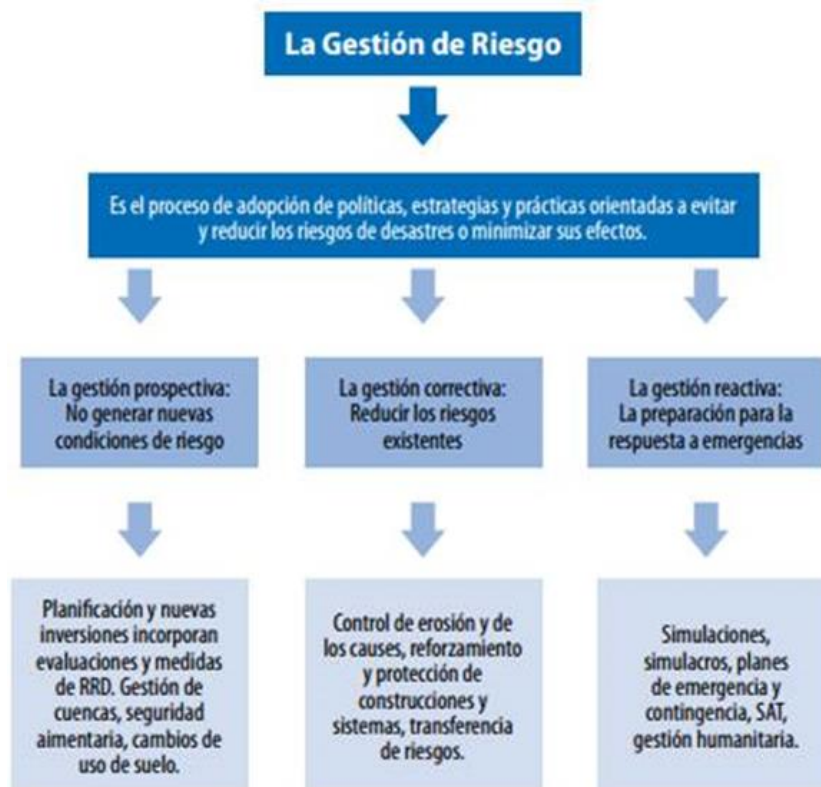 La Gestión de Riesgo
Es el proceso de adopción de políticas, estrategias y prácticas orientadas a evitar
y reducir los riesgos de desastres o minimizar sus efectos.
La gestión prospectiva:
No generar nuevas
condiciones de riesgo
La gestión correctiva:
Reducir los riesgos
existentes
La gestión reactiva:
La preparación para la
respuesta a emergencias
Planificación y nuevas
inversiones incorporan
evaluaciones y medidas
de RRD. Gestión de
cuencas, seguridad
aimentaria, cambios de
uso de suelo.
Control de erosión y de
los causes, reforzamiento
y protección de
construcciones y
sistemas, transferencia
de riesgos.
Simulaciones,
simulacros, planes
de emergencia y
contingencia, SAT,
gestión humanitaria.